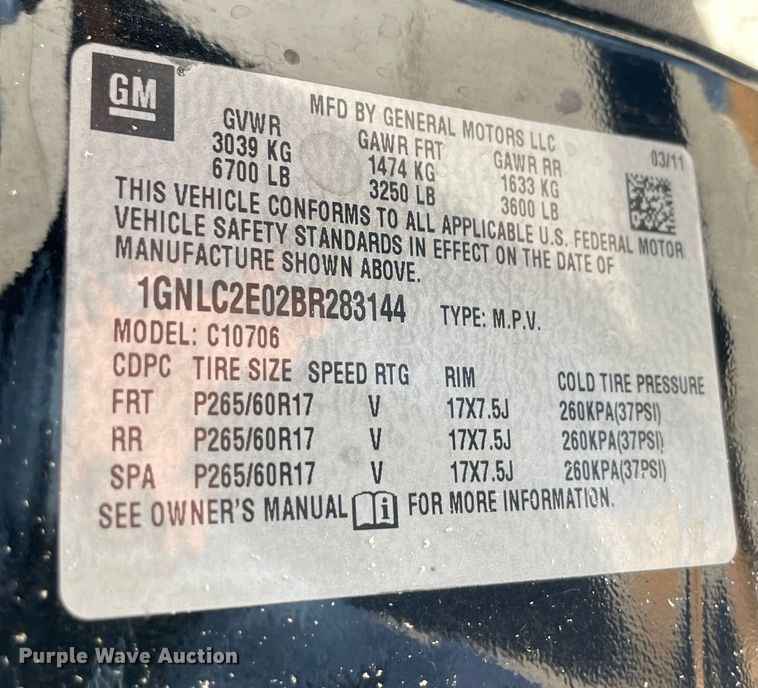 GM
®
MFD BY GENERAL MOTORS LLC
03/11
GVWR GAWR FRT GAWR RR
3039 KG 1474 KG 1633 KG
6700 LB 3250 LB 3600 LB
THIS VEHICLE CONFORMS TO ALL APPLICABLE U.S. FEDERAL MOTOR
VEHICLE SAFETY STANDARDS IN EFFECT ON THE DATE OF
MANUFACTURE SHOWN ABOVE.
1GNLC2E02BR283144 TYPE: M.P.V.
MODEL: C10706
CDPC TIRE SIZE SPEED RTG RIM COLD TIRE PRESSURE
FRT P265/60R17 V 17X7.5J 260KPA(37PSI)
RR P265/60R17 V 17X7.5J 260KPA(37PSI)
SPA P265/60R17 V 17X7.5J 260KPA(37PSI)
SEE OWNER'S MANUAL i FOR MORE INFORMATION.
Purple Wave Auction